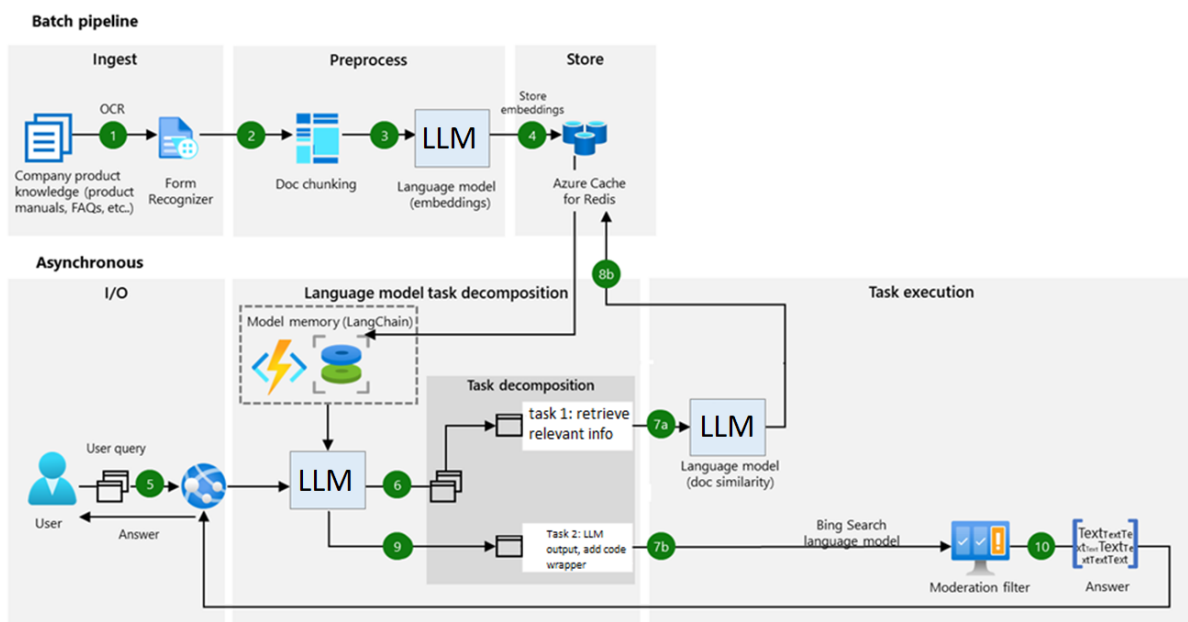 Batch pipeline
Ingest
Preprocess
Store
OCR
1
2
3
Store
embeddings
4
LLM
Company product
knowledge (product
manuals, FAQs, etc..)
Form
Recognizer
Doc chunking
Language model
(embeddings)
Azure Cache
for Redis
Asynchronous
8b
I/O
Language model task decomposition
Task execution
Model memory (LangChain)
Task decomposition
task 1: retrieve
relevant info
7a
LLM
Language model
(doc similarity)
User query
5
LLM
6
User
Answer
9
Task 2: LLM
output, add code
wrapper
7b
Bing Search
language model
Moderation filter
10
TextTextTe
xtTextTextTe
xtTextText
Answer